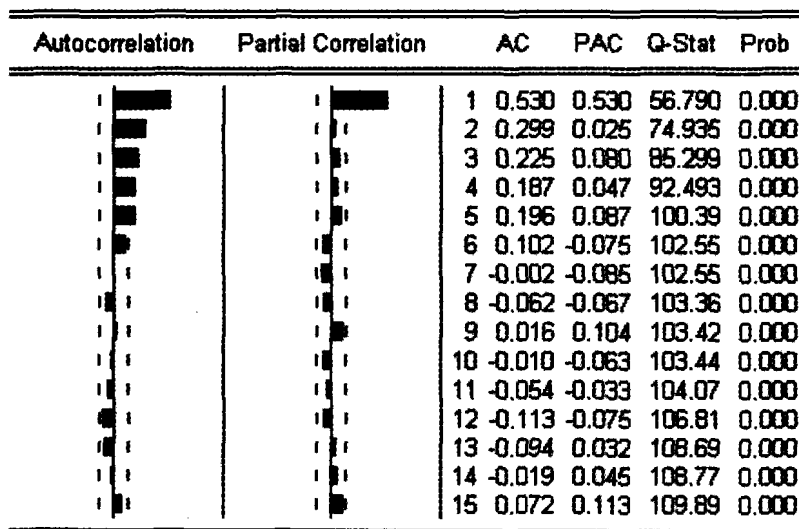 Autocorrelation Partial Correlation AC PAC Q-Stat Prob
1 0.530 0.530 56.790 0.000
2 0.299 0.025 74.935 0.000
3 0.225 0.080 85.299 0.000
4 0.187 0.047 92.493 0.000
5 0.196 0.087 100.39 0.000
6 0.102 -0.075 102.55 0.000
7 -0.002 -0.085 102.55 0.000
8 -0.062 -0.067 103.36 0.000
9 0.016 0.104 103.42 0.000
10 -0.010 -0.063 103.44 0.000
11 -0.054 -0.033 104.07 0.000
12 -0.113 -0.075 106.81 0.000
13 -0.094 0.032 108.69 0.000
14 -0.019 0.045 108.77 0.000
15 0.072 0.113 109.89 0.000